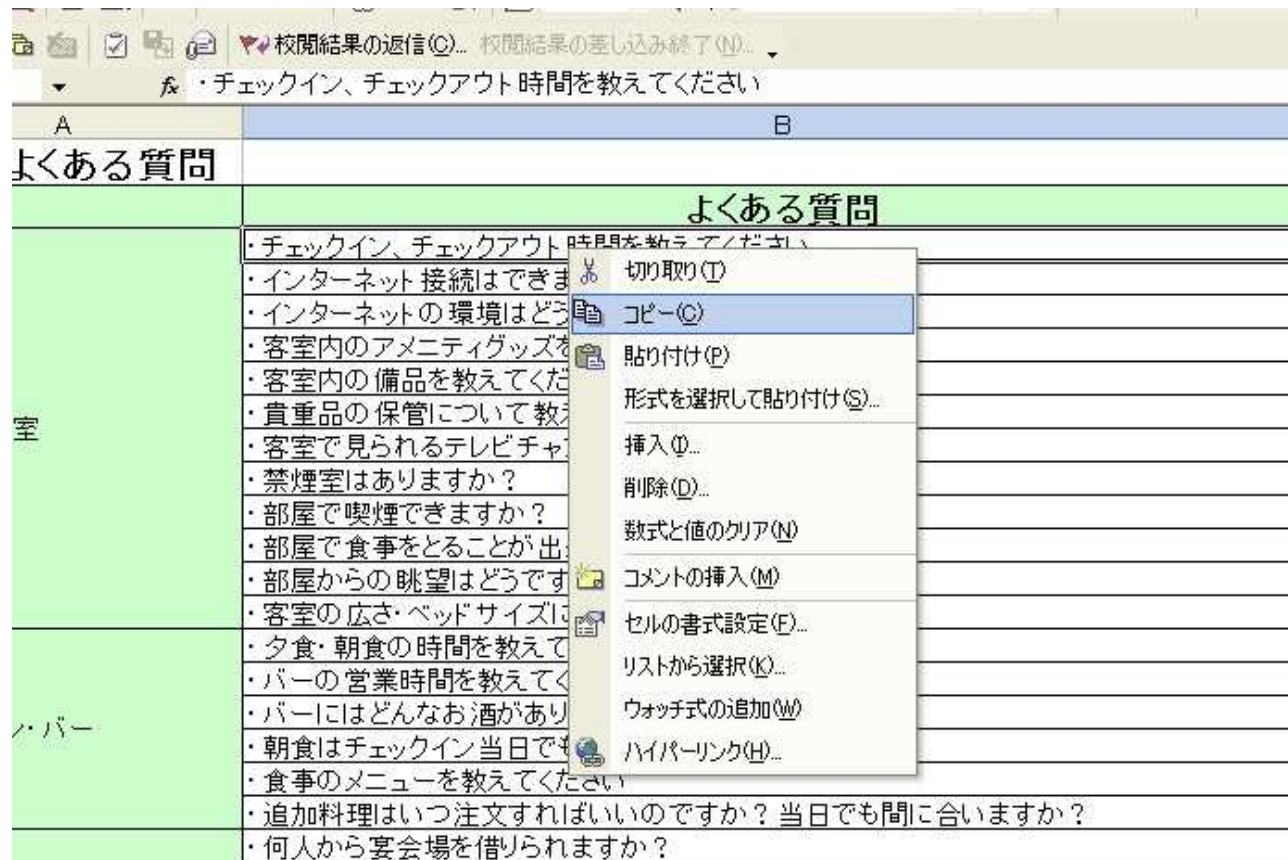 校閲結果の返信(C)... 校閲結果の差し込み終了(N)...
fx ・チェックイン、チェックアウト時間を教えてください
A B
よくある質問
よくある質問
・チェックイン、チェックアウト時間を教えてください
・インターネット接続はできま
・インターネットの環境はどう
・客室内のアメニティグッズを
・客室内の備品を教えてくだ
・貴重品の保管について教え
室
・客室で見られるテレビチャ
・禁煙室はありますか？
・部屋で喫煙できますか？
・部屋で食事をとることが出
・部屋からの眺望はどうです
・客室の広さ・ベッドサイズに
・夕食・朝食の時間を教えて
・バーの営業時間を教えてく
・バーにはどんなお酒があり
ン・バー
・朝食はチェックイン当日でも
・食事のメニューを教えてください
・追加料理はいつ注文すればいいのですか？当日でも間に合いますか？
・何人から宴会場を借りられますか？
切り取り(T)
コピー(C)
貼り付け(P)
形式を選択して貼り付け(S)...
挿入(I)...
削除(D)...
数式と値のクリア(N)
コメントの挿入(M)
セルの書式設定(F)...
リストから選択(K)...
ウォッチ式の追加(W)
ハイパーリンク(H)...